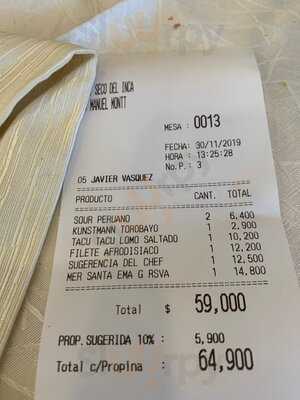 SECO DEL INCA
MANUEL MONTT
MESA : 0013
FECHA: 30/11/2019
HORA : 13:25:28
No.P. : 3
05 JAVIER VASQUEZ
PRODUCTO CANT. TOTAL
SOUR PERUANO 2 6,400
KUNSTMANN TOROBAYO 1 2,900
TACU TACU LOMO SALTADO 1 10,200
FILETE AFRODISIACO 1 12,200
SUGERENCIA DEL CHEF 1 12,500
MER SANTA EMA G RSVA 1 14,800
Total $ 59,000
PROP. SUGERIDA 10% : 5,900
Total c/Propina : 64,900